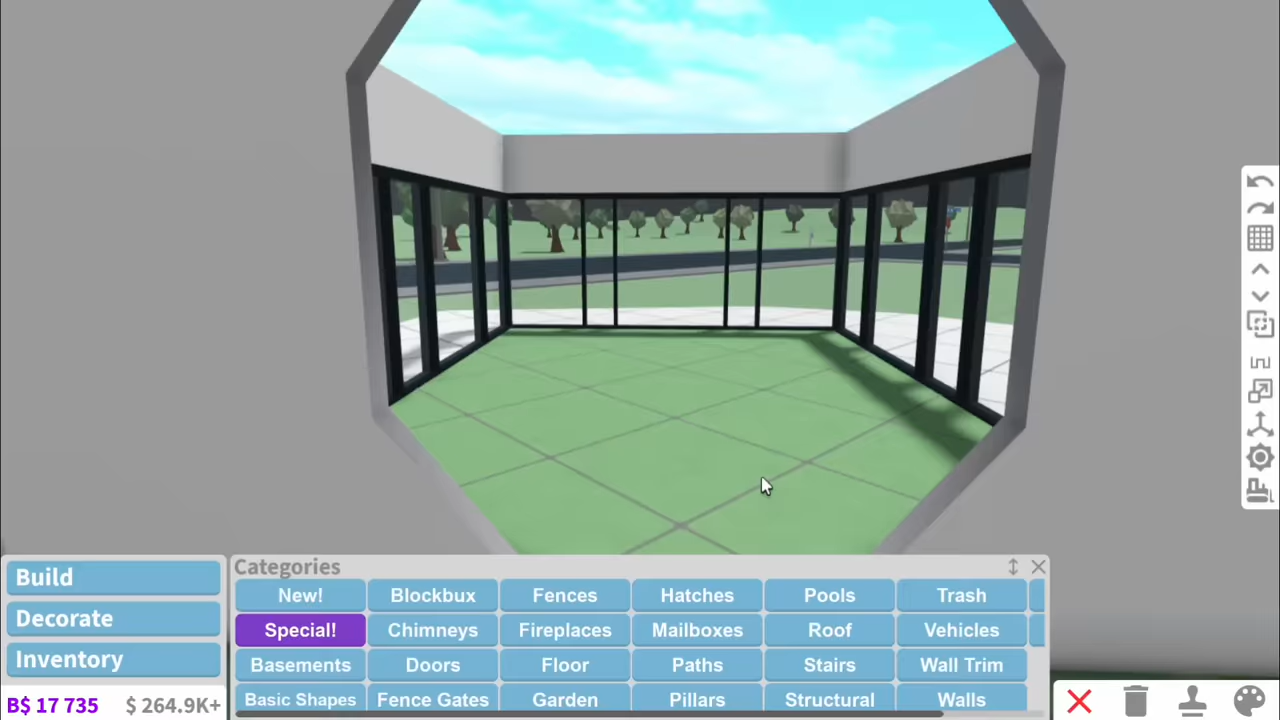 Build
Decorate
Inventory
B$ 17 735 $ 264.9K+
Categories
New! Blockbux Fences Hatches Pools Trash
Special! Chimneys Fireplaces Mailboxes Roof Vehicles
Basements Doors Floor Paths Stairs Wall Trim
Basic Shapes Fence Gates Garden Pillars Structural Walls